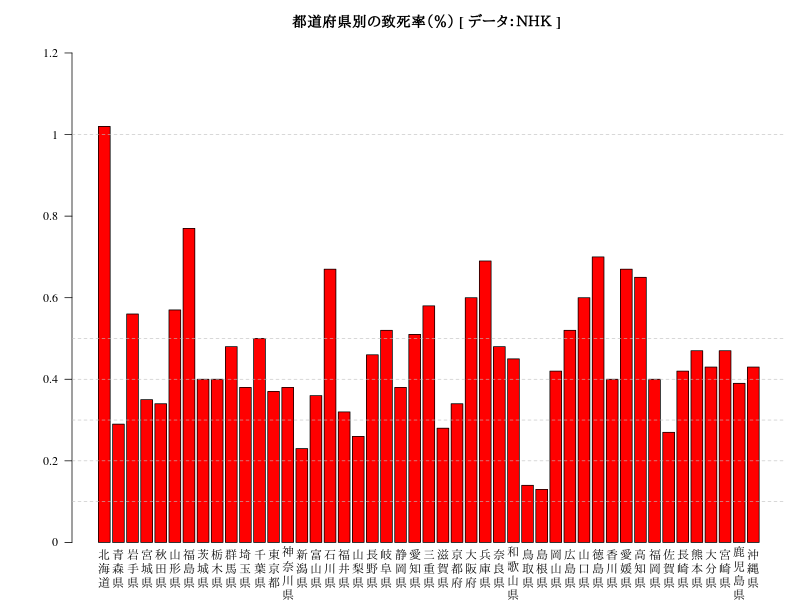 都道府県別の致死率(%) [ データ:NHK ]
1.2
1
0.8
0.6
0.4
0.2
0
北海道
青森県
岩手県
宮城県
秋田県
山形県
福島県
茨城県
栃木県
群馬県
埼玉県
千葉県
東京都
神奈川県
新潟県
富山県
石川県
福井県
山梨県
長野県
岐阜県
静岡県
愛知県
三重県
滋賀県
京都府
大阪府
兵庫県
奈良県
和歌山県
鳥取県
島根県
岡山県
広島県
山口県
徳島県
香川県
愛媛県
高知県
福岡県
佐賀県
長崎県
熊本県
大分県
宮崎県
鹿児島県
沖縄県